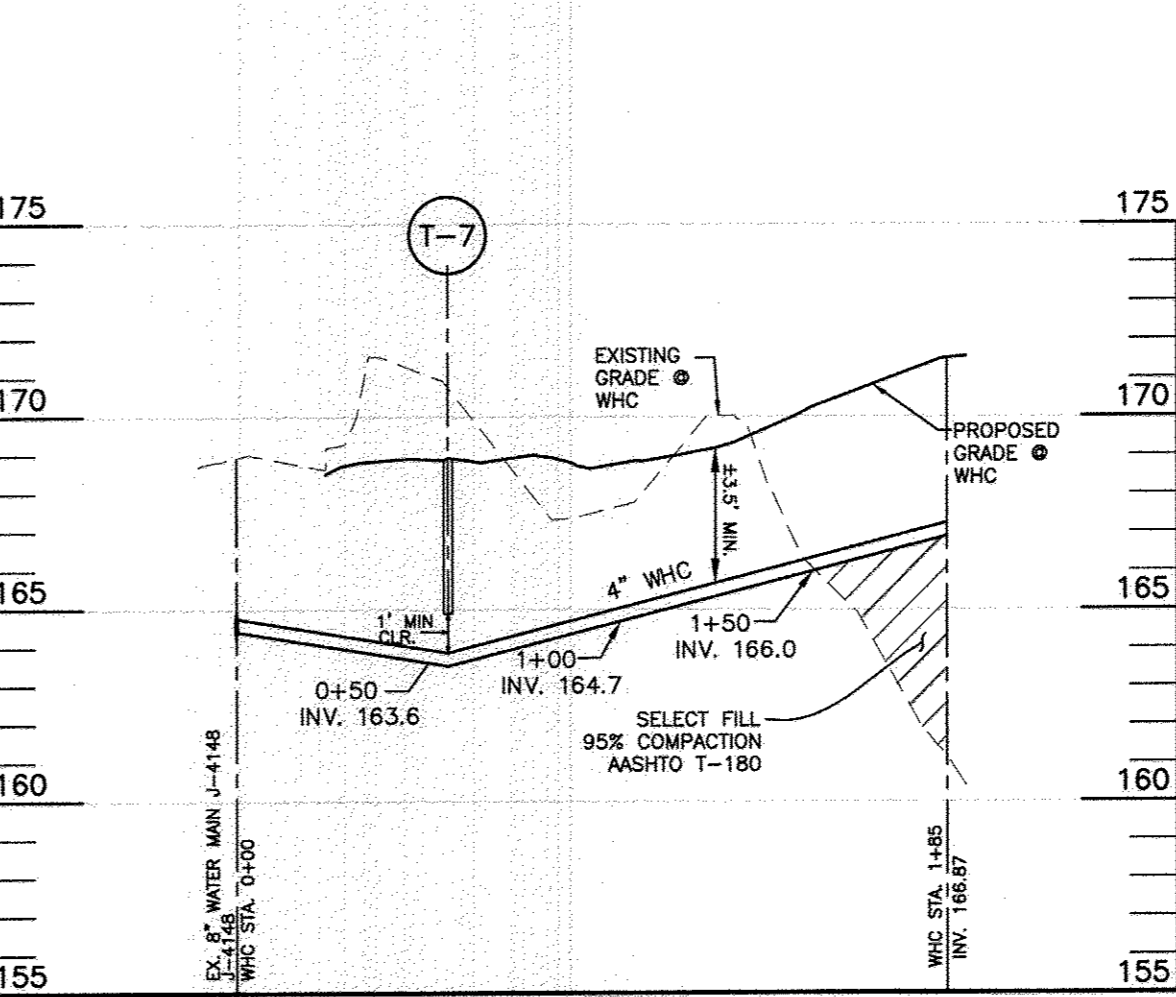 175
175
T-7
EXISTING
GRADE @
WHC
170
170
PROPOSED
GRADE @
WHC
±3.5' MIN.
4" WHC
165
165
1' MIN
CLR.
1+50
INV. 166.0
1+00
INV. 164.7
0+50
INV. 163.6
SELECT FILL
95% COMPACTION
AASHTO T-180
160
160
EX. 8" WATER MAIN J-4148
J-4148
WHC STA. 0+00
WHC STA. 1+85
INV. 166.87
155
155